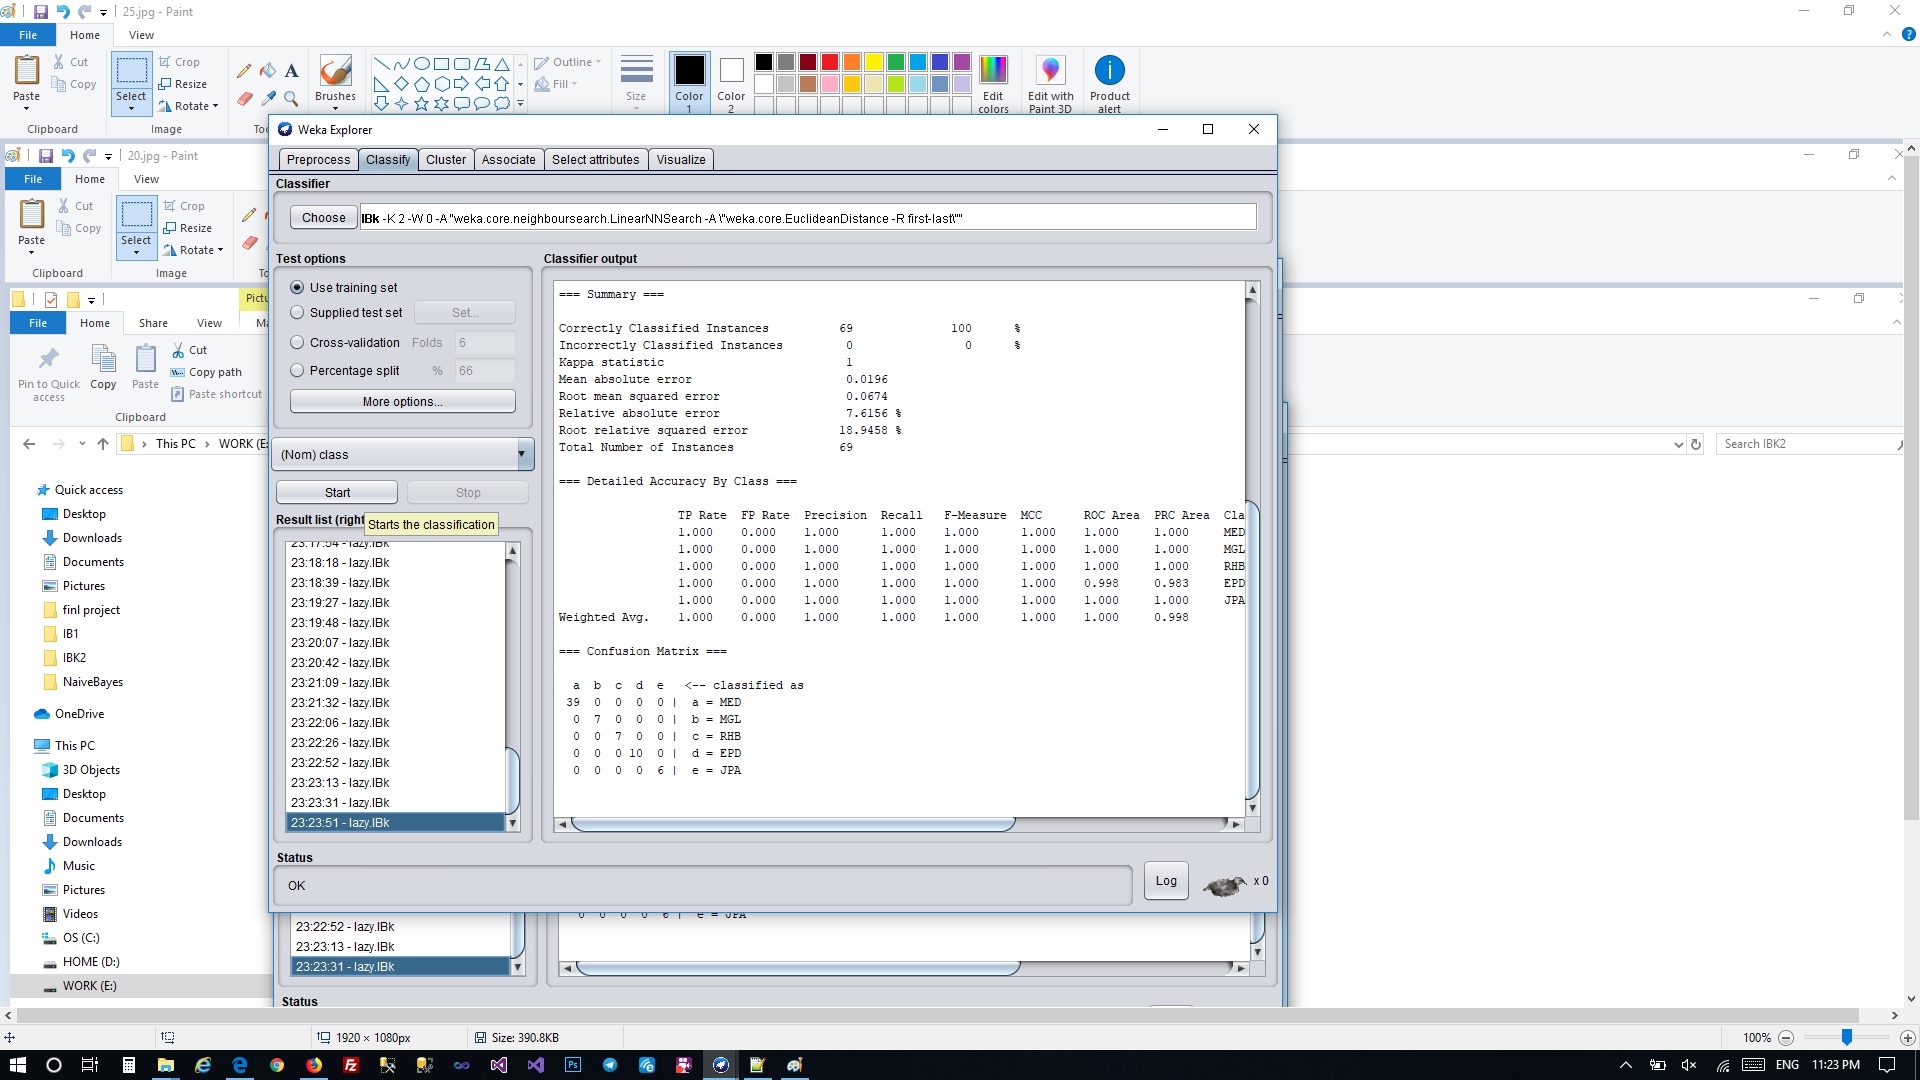 25.jpg - Paint
File Home View
Paste Cut Copy Clipboard
Select Crop Resize Rotate Image
Brushes
Outline Fill
Size
Color 1 Color 2
Edit colors
Edit with Paint 3D
Product alert
20.jpg - Paint
File Home View
Paste Cut Copy Clipboard
Select Crop Resize Rotate Image
File Home Share View
Pin to Quick access
Copy
Paste
Cut
Copy path
Paste shortcut
Clipboard
This PC > WORK (E:
Search IBK2
Quick access
Desktop
Downloads
Documents
Pictures
finl project
IB1
IBK2
NaiveBayes
OneDrive
This PC
3D Objects
Desktop
Documents
Downloads
Music
Pictures
Videos
OS (C:)
HOME (D:)
WORK (E:)
Weka Explorer
Preprocess Classify Cluster Associate Select attributes Visualize
Classifier
Choose IBk -K 2 -W 0 -A "weka.core.neighboursearch.LinearNNSearch -A \"weka.core.EuclideanDistance -R first-last\""
Test options
Use training set
Supplied test set Set...
Cross-validation Folds 6
Percentage split % 66
More options...
(Nom) class
Start Stop
Result list (right
Starts the classification
23:17:54 - lazy.IBk
23:18:18 - lazy.IBk
23:18:39 - lazy.IBk
23:19:27 - lazy.IBk
23:19:48 - lazy.IBk
23:20:07 - lazy.IBk
23:20:42 - lazy.IBk
23:21:09 - lazy.IBk
23:21:32 - lazy.IBk
23:22:06 - lazy.IBk
23:22:26 - lazy.IBk
23:22:52 - lazy.IBk
23:23:13 - lazy.IBk
23:23:31 - lazy.IBk
23:23:51 - lazy.IBk
Classifier output
=== Summary ===
Correctly Classified Instances 69 100 %
Incorrectly Classified Instances 0 0 %
Kappa statistic 1
Mean absolute error 0.0196
Root mean squared error 0.0674
Relative absolute error 7.6156 %
Root relative squared error 18.9458 %
Total Number of Instances 69
=== Detailed Accuracy By Class ===
TP Rate FP Rate Precision Recall F-Measure MCC ROC Area PRC Area Cla
1.000 0.000 1.000 1.000 1.000 1.000 1.000 1.000 MED
1.000 0.000 1.000 1.000 1.000 1.000 1.000 1.000 MGL
1.000 0.000 1.000 1.000 1.000 1.000 1.000 1.000 RHB
1.000 0.000 1.000 1.000 1.000 1.000 0.998 0.983 EPD
1.000 0.000 1.000 1.000 1.000 1.000 1.000 1.000 JPA
Weighted Avg. 1.000 0.000 1.000 1.000 1.000 1.000 1.000 0.998
=== Confusion Matrix ===
a b c d e <-- classified as
39 0 0 0 0 | a = MED
0 7 0 0 0 | b = MGL
0 0 7 0 0 | c = RHB
0 0 0 10 0 | d = EPD
0 0 0 0 6 | e = JPA
Status
OK
Log x 0
0 0 0 0 6 | e = JPA
23:22:52 - lazy.IBk
23:23:13 - lazy.IBk
23:23:31 - lazy.IBk
Status
1920 × 1080px Size: 390.8KB 100%
ENG 11:23 PM